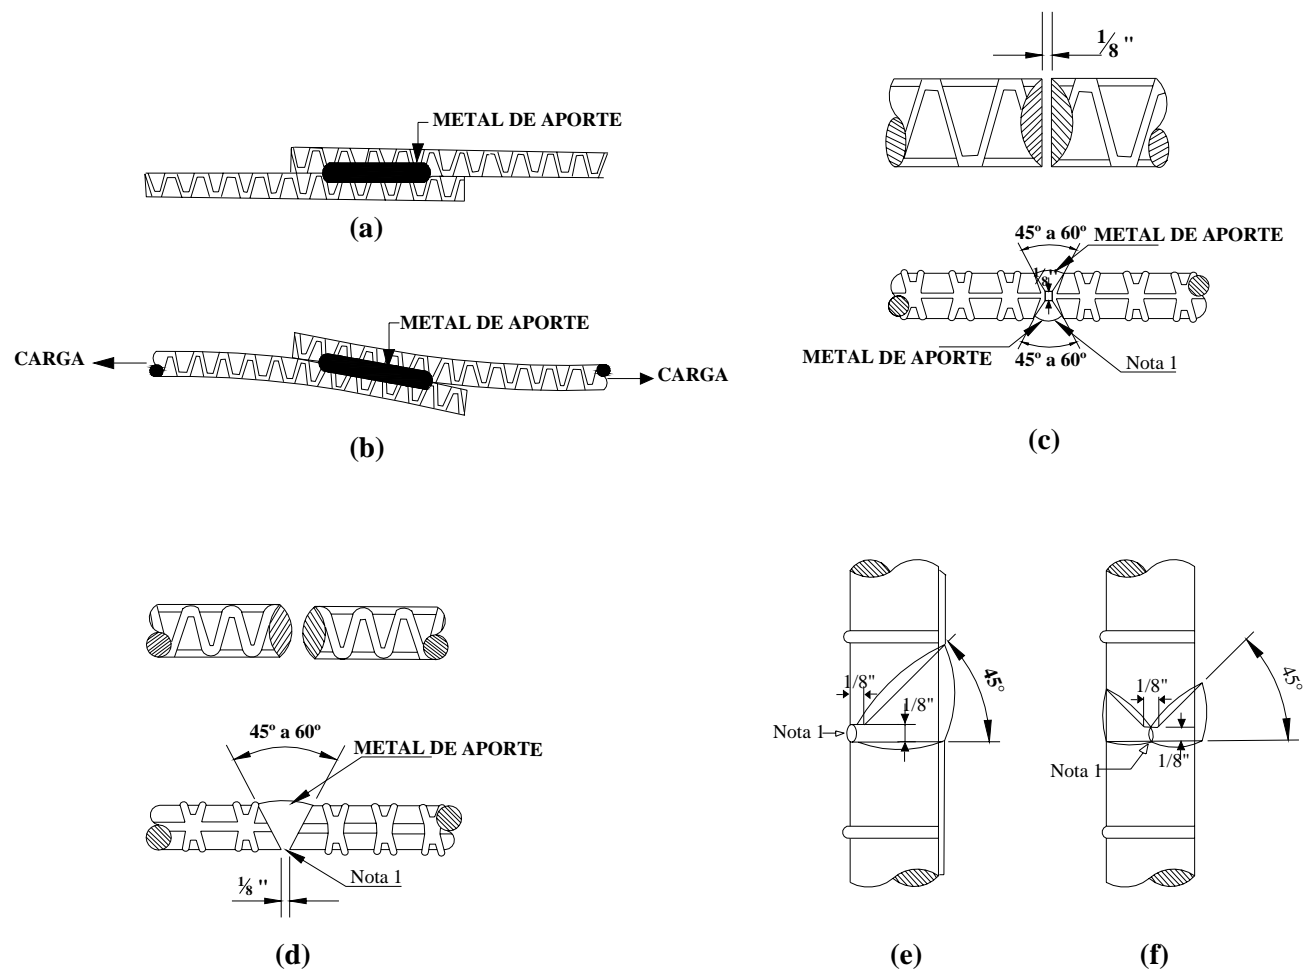 METAL DE APORTE
(a)
METAL DE APORTE
CARGA
CARGA
(b)
1/8 "
45º a 60º
METAL DE APORTE
1/8"
METAL DE APORTE
45º a 60º
Nota 1
(c)
45º a 60º
METAL DE APORTE
Nota 1
1/8 "
(d)
45°
1/8"
1/8"
Nota 1
(e)
45°
1/8"
1/8"
Nota 1
(f)